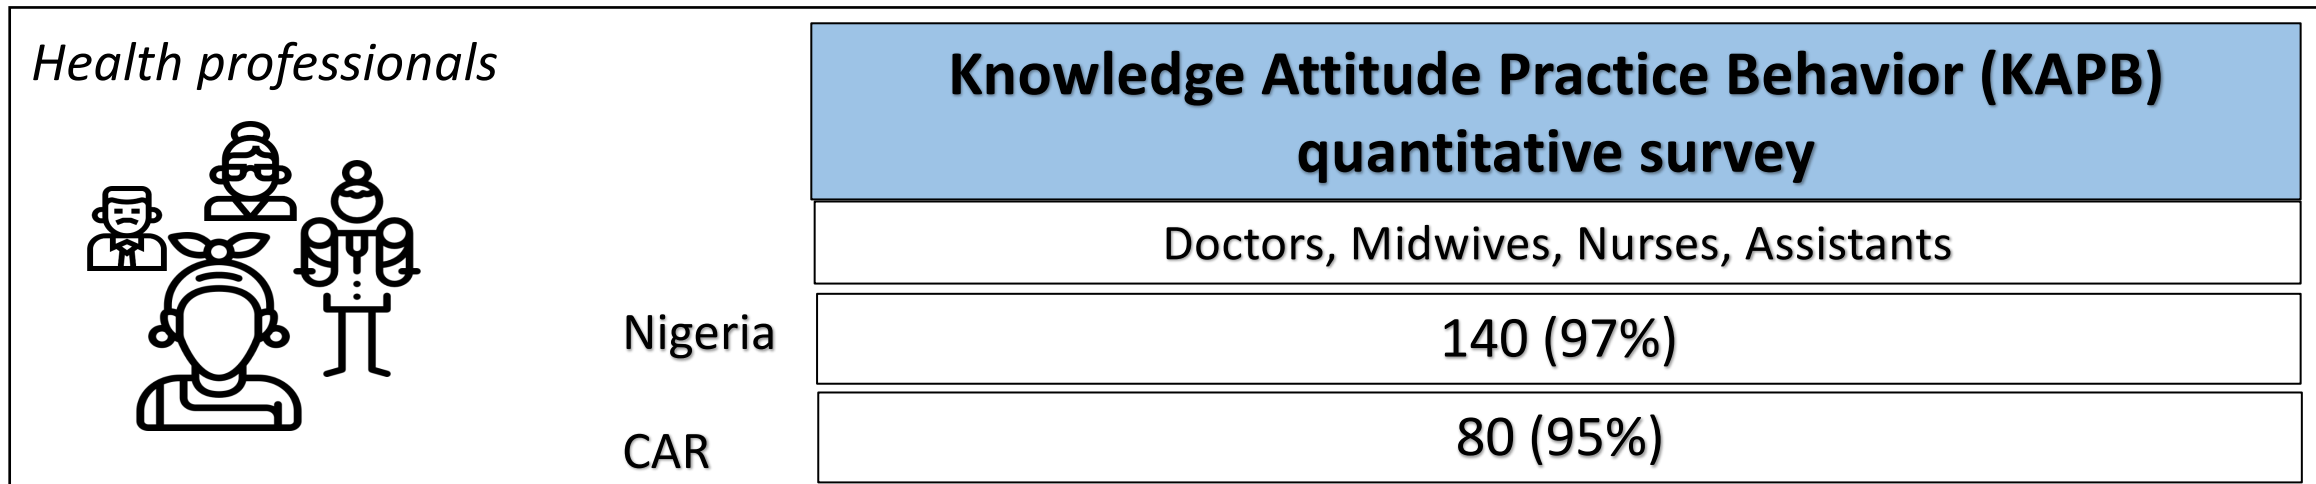 Health professionals
Knowledge Attitude Practice Behavior (KAPB)
quantitative survey
Doctors, Midwives, Nurses, Assistants
Nigeria
140 (97%)
CAR
80 (95%)